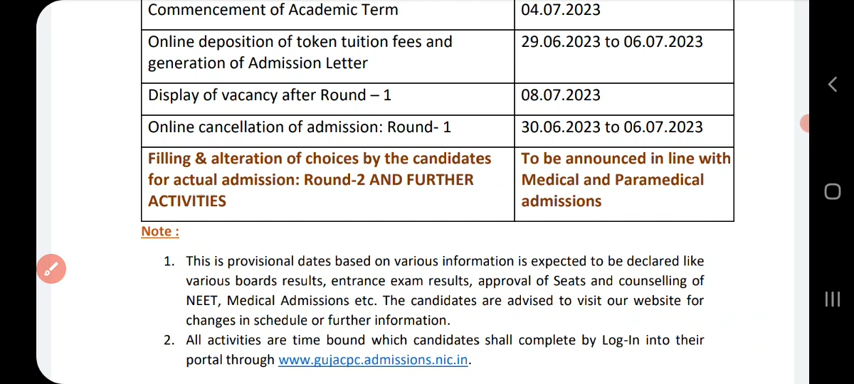 Commencement of Academic Term 04.07.2023
Online deposition of token tuition fees and 29.06.2023 to 06.07.2023
generation of Admission Letter
Display of vacancy after Round – 1 08.07.2023
Online cancellation of admission: Round- 1 30.06.2023 to 06.07.2023
Filling & alteration of choices by the candidates To be announced in line with
for actual admission: Round-2 AND FURTHER Medical and Paramedical
ACTIVITIES admissions
Note :
1. This is provisional dates based on various information is expected to be declared like
various boards results, entrance exam results, approval of Seats and counselling of
NEET, Medical Admissions etc. The candidates are advised to visit our website for
changes in schedule or further information.
2. All activities are time bound which candidates shall complete by Log-In into their
portal through www.gujacpc.admissions.nic.in.